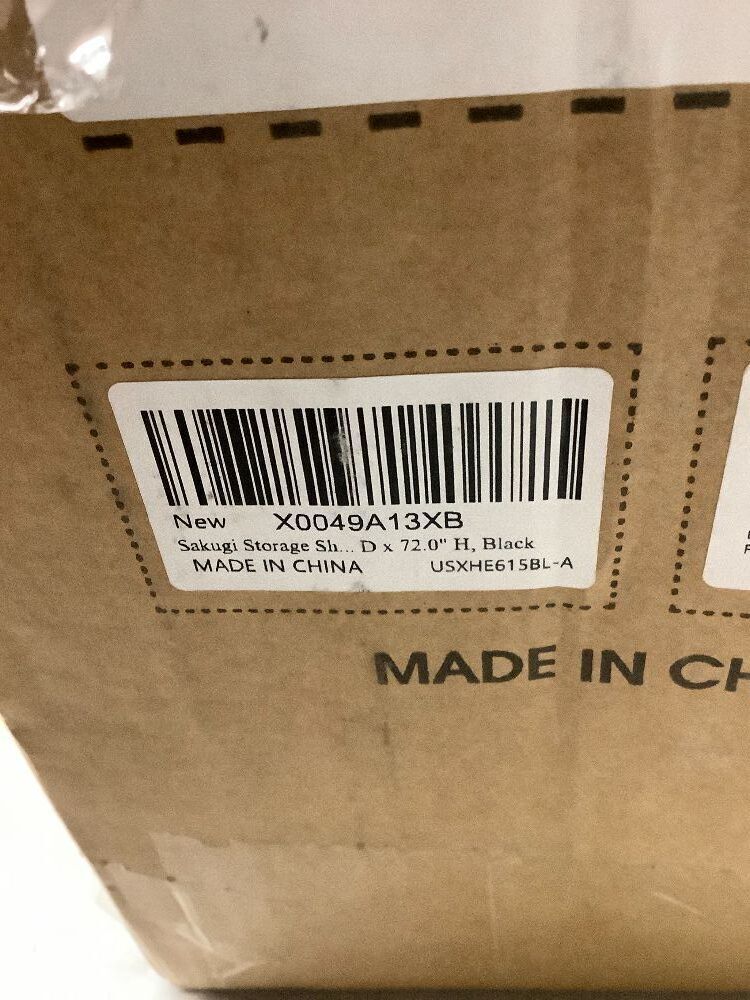 New X0049A13XB
Sakugi Storage Sh... D x 72.0" H, Black
MADE IN CHINA USXHE615BL-A
MADE IN CH